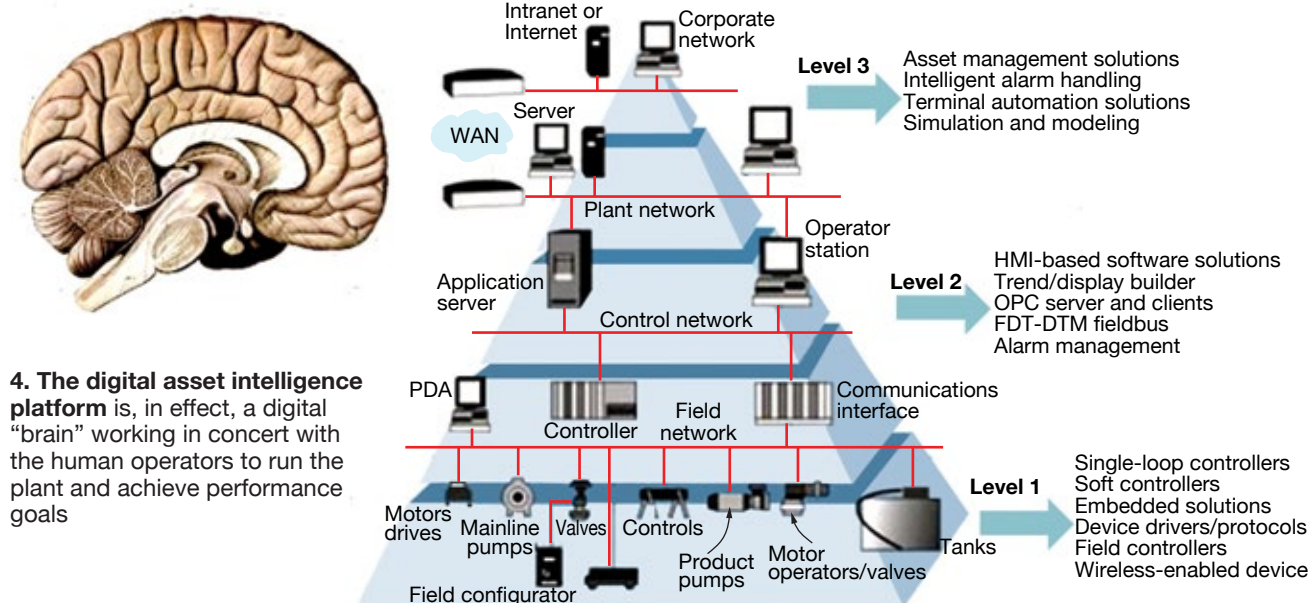 Intranet or
Internet
Corporate
network
Level 3
Asset management solutions
Intelligent alarm handling
Terminal automation solutions
Simulation and modeling
WAN
Server
Plant network
Operator
station
Application
server
Control network
Level 2
HMI-based software solutions
Trend/display builder
OPC server and clients
FDT-DTM fieldbus
Alarm management
4. The digital asset intelligence
platform is, in effect, a digital
“brain” working in concert with
the human operators to run the
plant and achieve performance
goals
PDA
Controller
Field
network
Communications
interface
Motors
drives
Mainline
pumps
Valves
Controls
Product
pumps
Motor
operators/valves
Tanks
Field configurator
Level 1
Single-loop controllers
Soft controllers
Embedded solutions
Device drivers/protocols
Field controllers
Wireless-enabled device